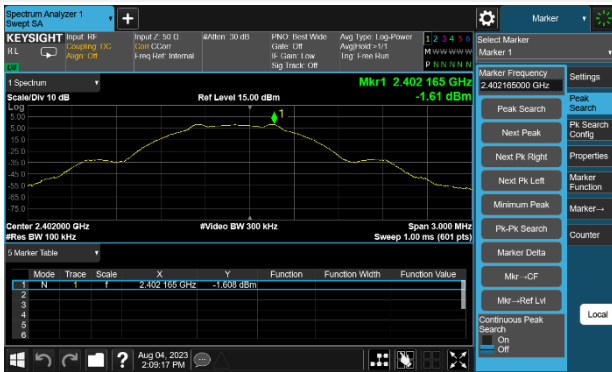 Spectrum Analyzer 1
Swept SA
Marker
KEYSIGHT
RL
Input: RF
Coupling: DC
Align: Off
Input Z: 50 Ω
Corr CCorr
Freq Ref: Internal
#Atten: 30 dB
PNO: Best Wide
Gate: Off
IF Gain: Low
Sig Track: Off
Avg Type: Log-Power
Avg|Hold:>1/1
Trig: Free Run
1 2 3 4 5 6
M W W W W W
P N N N N N
LW
Select Marker
Marker 1
1 Spectrum
Scale/Div 10 dB
Ref Level 15.00 dBm
Mkr1 2.402 165 GHz
-1.61 dBm
Log
5.00
-5.00
-15.0
-25.0
-35.0
-45.0
-55.0
-65.0
-75.0
1
Center 2.402000 GHz
#Res BW 100 kHz
#Video BW 300 kHz
Span 3.000 MHz
Sweep 1.00 ms (601 pts)
5 Marker Table
Mode Trace Scale X Y Function Function Width Function Value
1 N 1 f 2.402 165 GHz -1.608 dBm
2
3
4
5
6
Marker Frequency
2.402165000 GHz
Peak Search
Next Peak
Next Pk Right
Next Pk Left
Minimum Peak
Pk-Pk Search
Marker Delta
Mkr→CF
Mkr→Ref Lvl
Continuous Peak
Search
On
Off
Settings
Peak
Search
Pk Search
Config
Properties
Marker
Function
Marker→
Counter
Local
?
Aug 04, 2023
2:09:17 PM